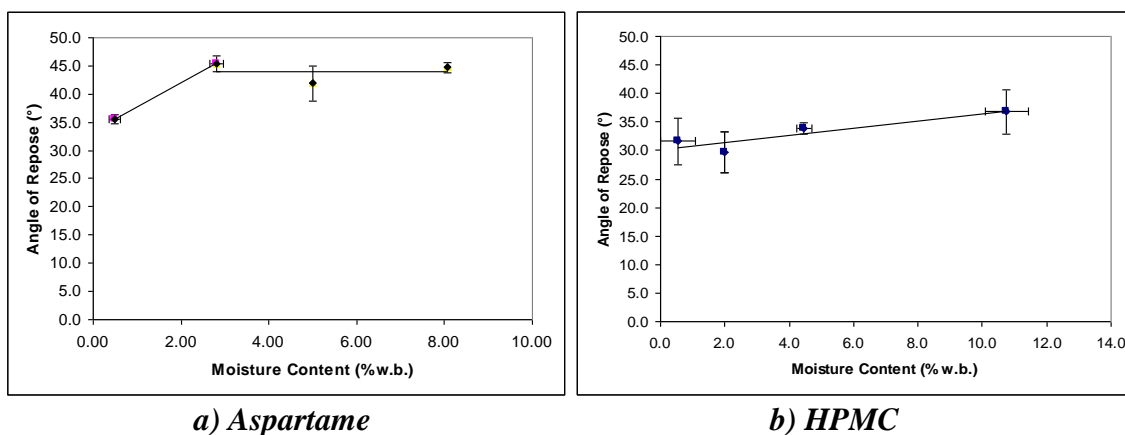 50.0
45.0
40.0
35.0
30.0
25.0
20.0
15.0
10.0
5.0
0.0
Angle of Repose (°)
0.00 2.00 4.00 6.00 8.00 10.00
Moisture Content (% w.b.)
a) Aspartame
50.0
45.0
40.0
35.0
30.0
25.0
20.0
15.0
10.0
5.0
0.0
Angle of Repose (°)
0.0 2.0 4.0 6.0 8.0 10.0 12.0 14.0
Moisture Content (% w.b.)
b) HPMC